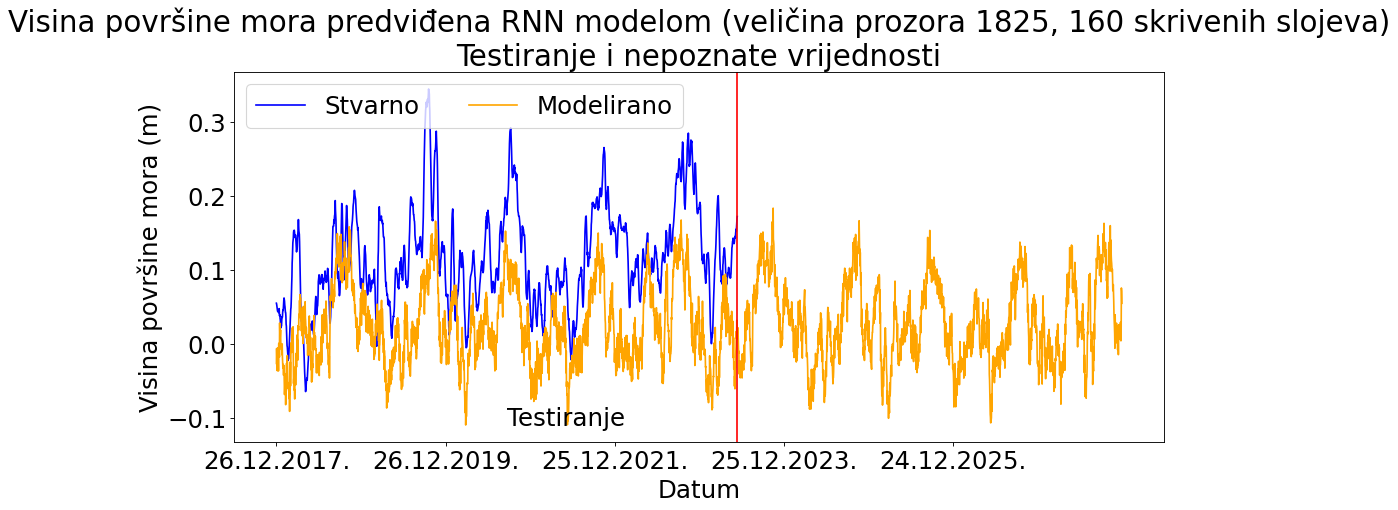 Visina površine mora predviđena RNN modelom (veličina prozora 1825, 160 skrivenih slojeva)
Testiranje i nepoznate vrijednosti
Stvarno Modelirano
Visina površine mora (m)
0.3
0.2
0.1
0.0
−0.1
Testiranje
26.12.2017. 26.12.2019. 25.12.2021. 25.12.2023. 24.12.2025.
Datum